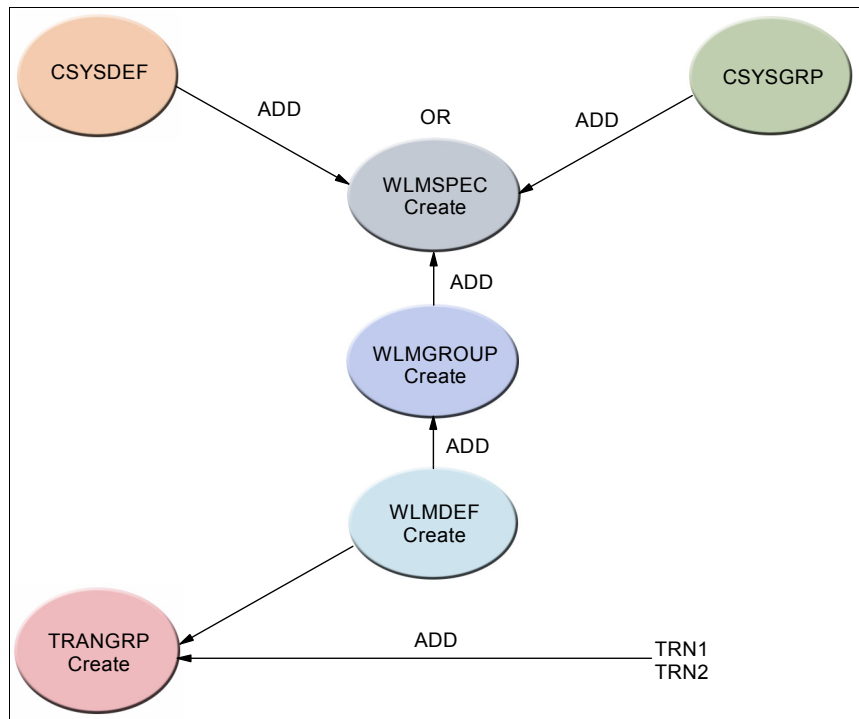 CSYSDEF
CSYSGRP
ADD
OR
ADD
WLMSPEC
Create
ADD
WLMGROUP
Create
ADD
WLMDEF
Create
TRANGRP
Create
ADD
TRN1
TRN2